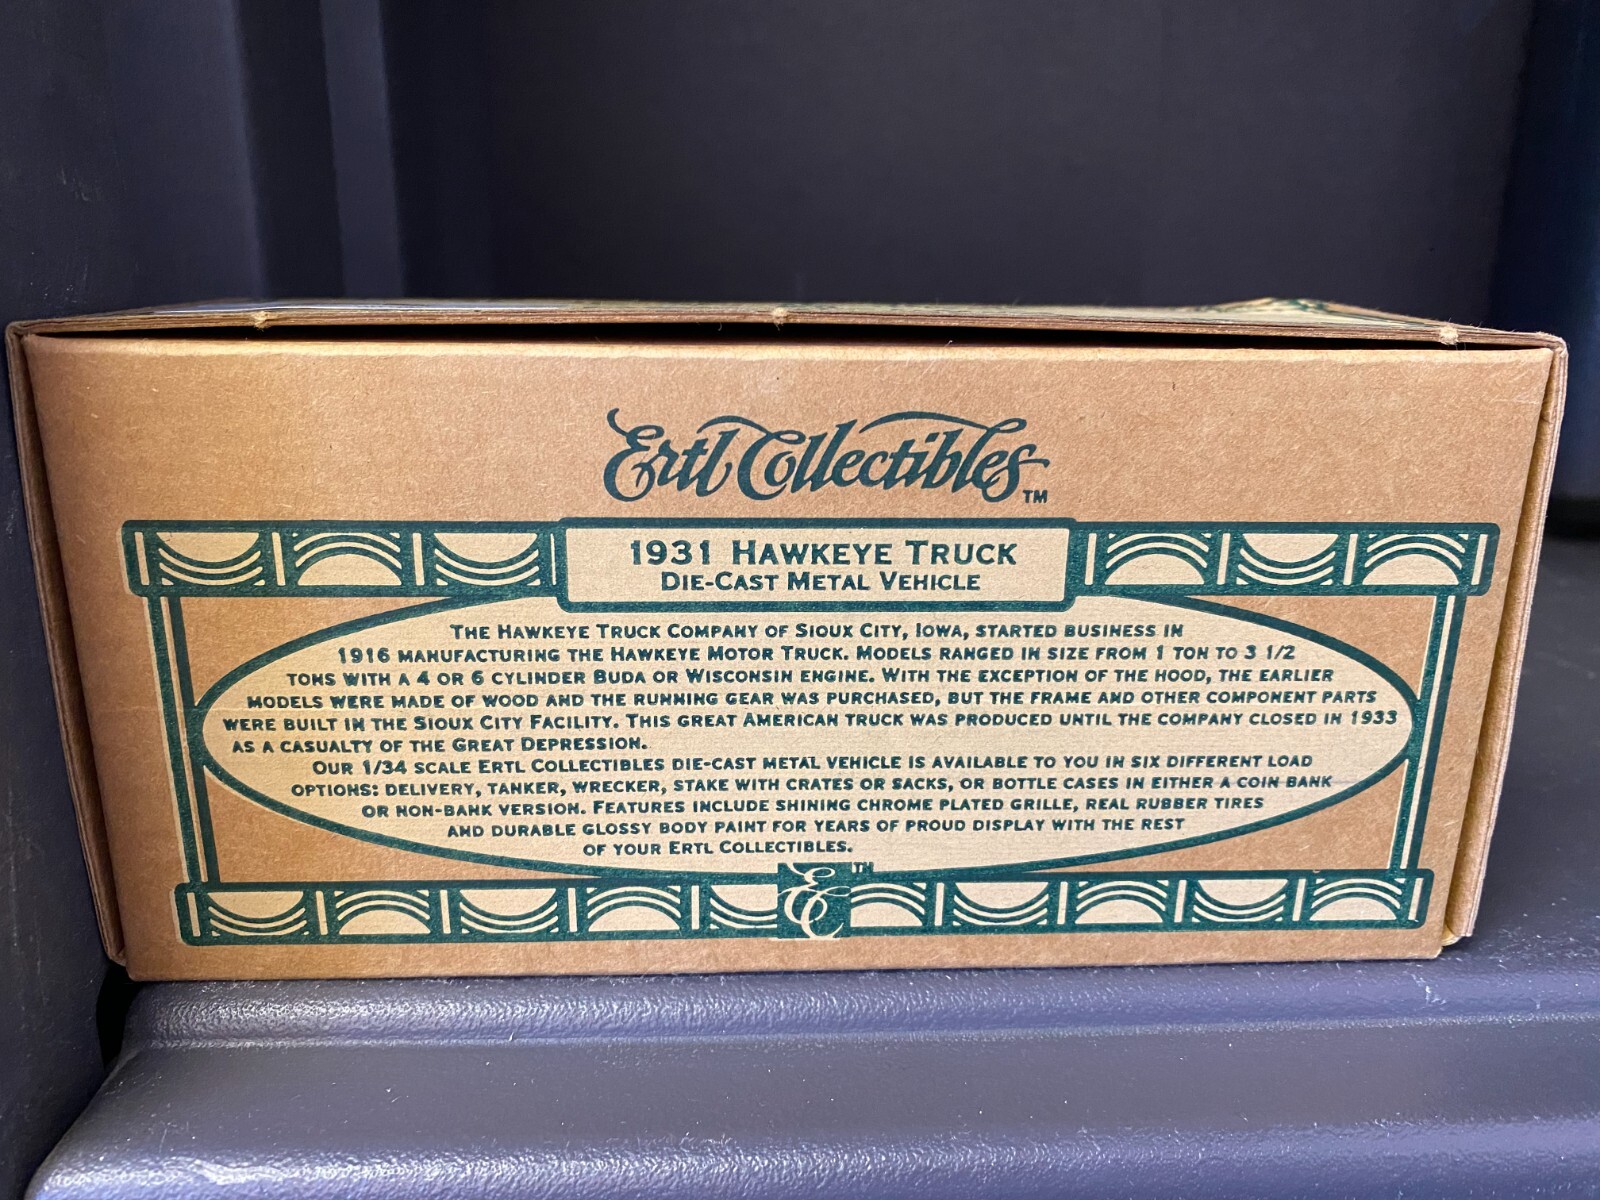 Ertl Collectibles™
1931 HAWKEYE TRUCK
DIE-CAST METAL VEHICLE
THE HAWKEYE TRUCK COMPANY OF SIOUX CITY, IOWA, STARTED BUSINESS IN
1916 MANUFACTURING THE HAWKEYE MOTOR TRUCK. MODELS RANGED IN SIZE FROM 1 TON TO 3 1/2
TONS WITH A 4 OR 6 CYLINDER BUDA OR WISCONSIN ENGINE. WITH THE EXCEPTION OF THE HOOD, THE EARLIER
MODELS WERE MADE OF WOOD AND THE RUNNING GEAR WAS PURCHASED, BUT THE FRAME AND OTHER COMPONENT PARTS
WERE BUILT IN THE SIOUX CITY FACILITY. THIS GREAT AMERICAN TRUCK WAS PRODUCED UNTIL THE COMPANY CLOSED IN 1933
AS A CASUALTY OF THE GREAT DEPRESSION.
OUR 1/34 SCALE ERTL COLLECTIBLES DIE-CAST METAL VEHICLE IS AVAILABLE TO YOU IN SIX DIFFERENT LOAD
OPTIONS: DELIVERY, TANKER, WRECKER, STAKE WITH CRATES OR SACKS, OR BOTTLE CASES IN EITHER A COIN BANK
OR NON-BANK VERSION. FEATURES INCLUDE SHINING CHROME PLATED GRILLE, REAL RUBBER TIRES
AND DURABLE GLOSSY BODY PAINT FOR YEARS OF PROUD DISPLAY WITH THE REST
OF YOUR ERTL COLLECTIBLES.
EC™